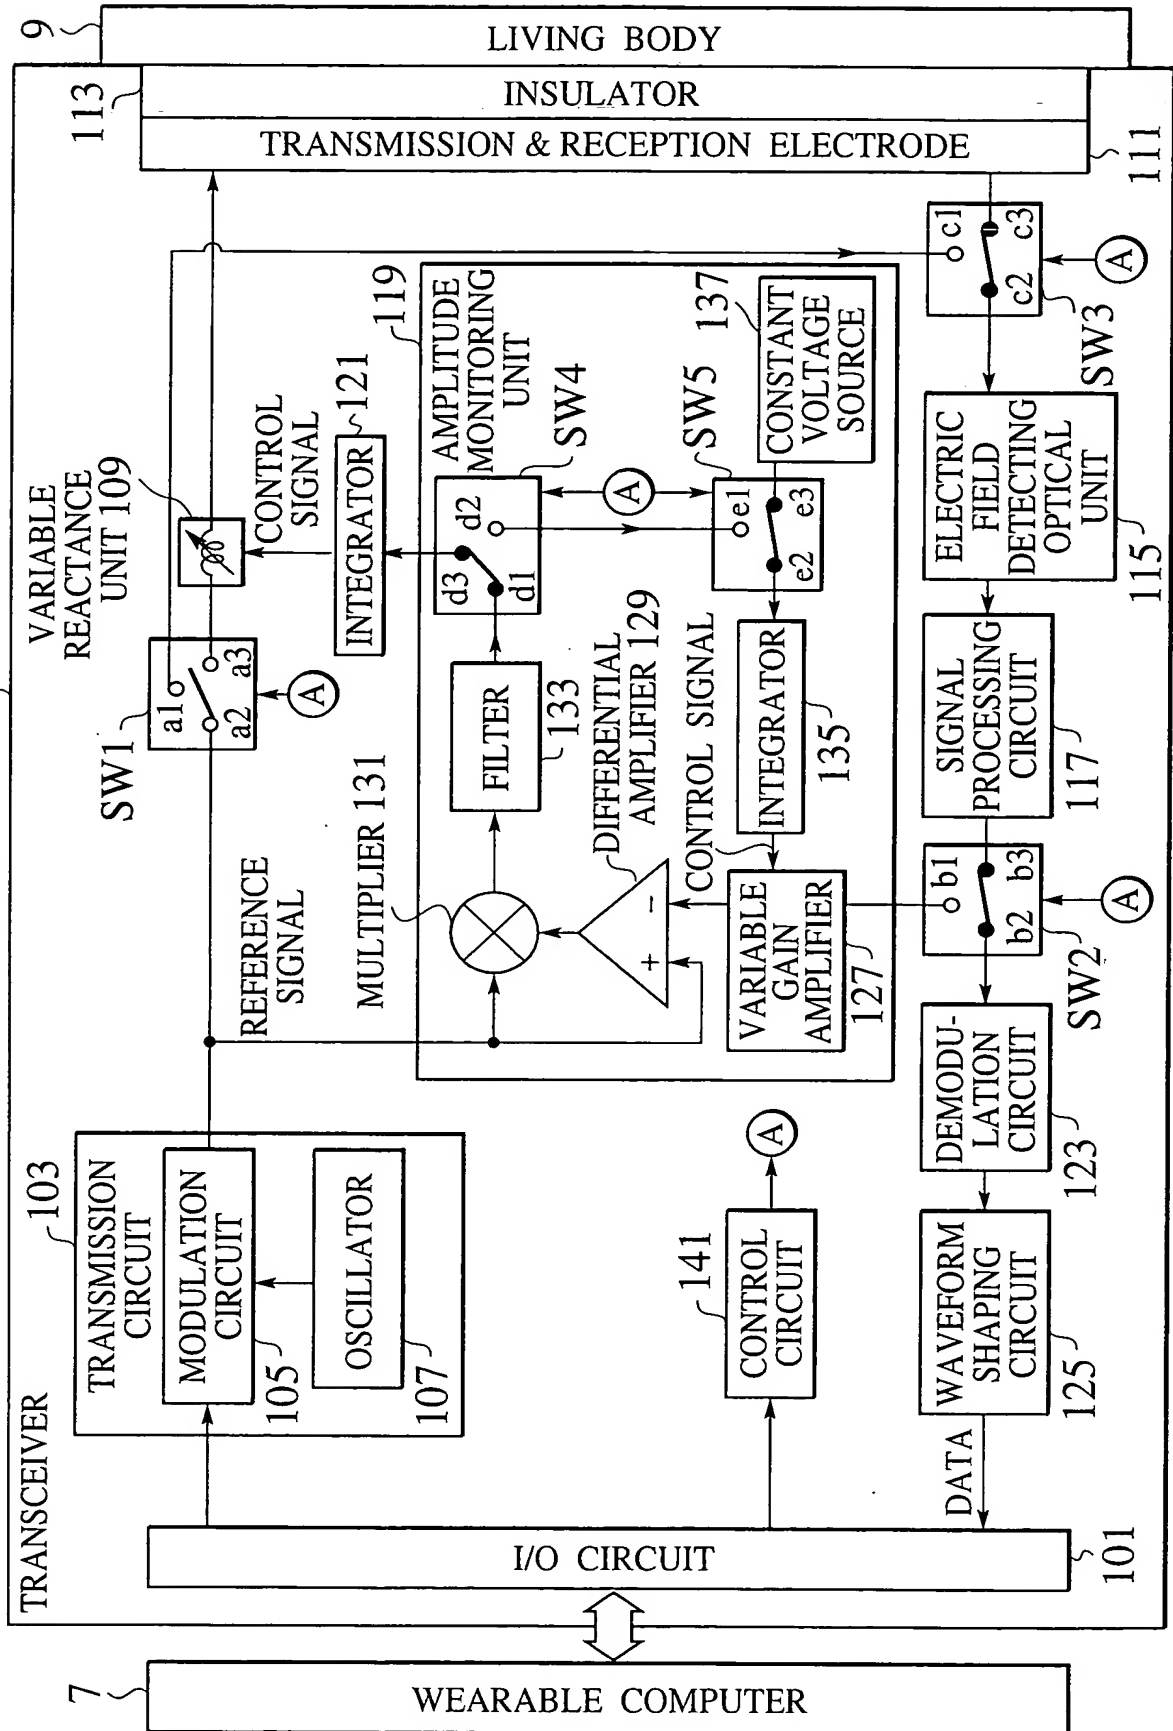 TRANSCEIVER
7
WEARABLE COMPUTER
I/O CIRCUIT
101
103
TRANSMISSION
CIRCUIT
MODULATION
CIRCUIT
105
OSCILLATOR
107
REFERENCE
SIGNAL
SW1
a1
a2
a3
A
VARIABLE
REACTANCE
UNIT 109
CONTROL
SIGNAL
INTEGRATOR
121
119
AMPLITUDE
MONITORING
UNIT
MULTIPLIER 131
FILTER
133
d3
d2
d1
SW4
A
DIFFERENTIAL
AMPLIFIER 129
+
−
CONTROL SIGNAL
VARIABLE
GAIN
AMPLIFIER
127
INTEGRATOR
135
e1
e2
e3
SW5
CONSTANT
VOLTAGE
SOURCE
137
141
CONTROL
CIRCUIT
A
DATA
WAVEFORM
SHAPING
CIRCUIT
125
DEMODU-
LATION
CIRCUIT
123
b1
b2
b3
SW2
A
SIGNAL
PROCESSING
CIRCUIT
117
ELECTRIC
FIELD
DETECTING
OPTICAL
UNIT
115
c1
c2
c3
SW3
A
TRANSMISSION & RECEPTION ELECTRODE
111
INSULATOR
113
LIVING BODY
9